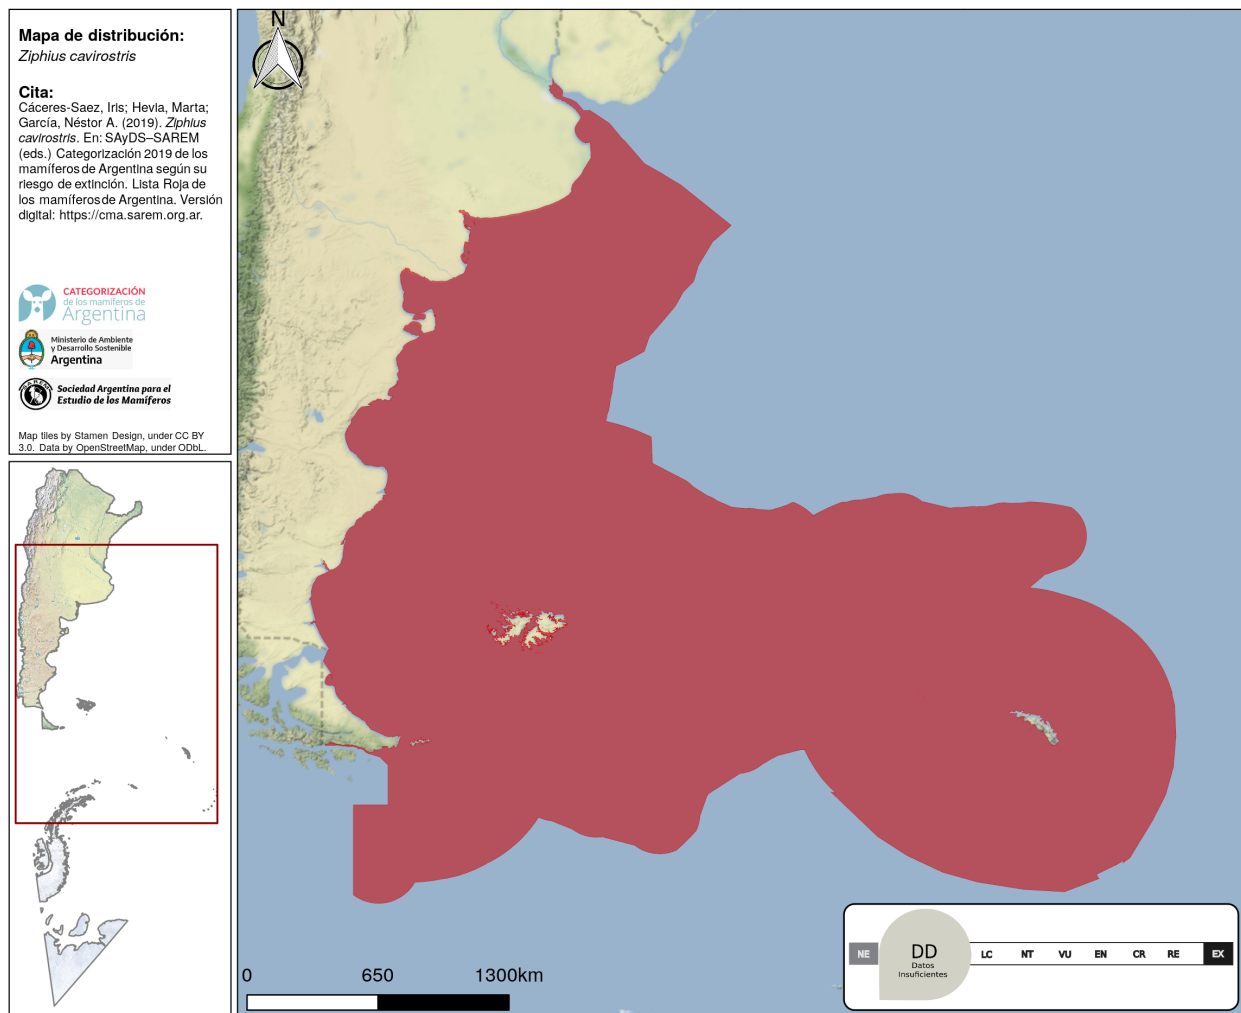 Mapa de distribución:
Ziphius cavirostris
Cita:
Cáceres-Saez, Iris; Hevia, Marta;
García, Néstor A. (2019). Ziphius
cavirostris. En: SAyDS–SAREM
(eds.) Categorización 2019 de los
mamíferos de Argentina según su
riesgo de extinción. Lista Roja de
los mamíferos de Argentina. Versión
digital: https://cma.sarem.org.ar.
CATEGORIZACIÓN
de los mamíferos de
Argentina
Ministerio de Ambiente
y Desarrollo Sostenible
Argentina
SAREM
Sociedad Argentina para el
Estudio de los Mamíferos
Map tiles by Stamen Design, under CC BY
3.0. Data by OpenStreetMap, under ODbL.
N
0 650 1300km
NE DD LC NT VU EN CR RE EX
Datos
Insuficientes